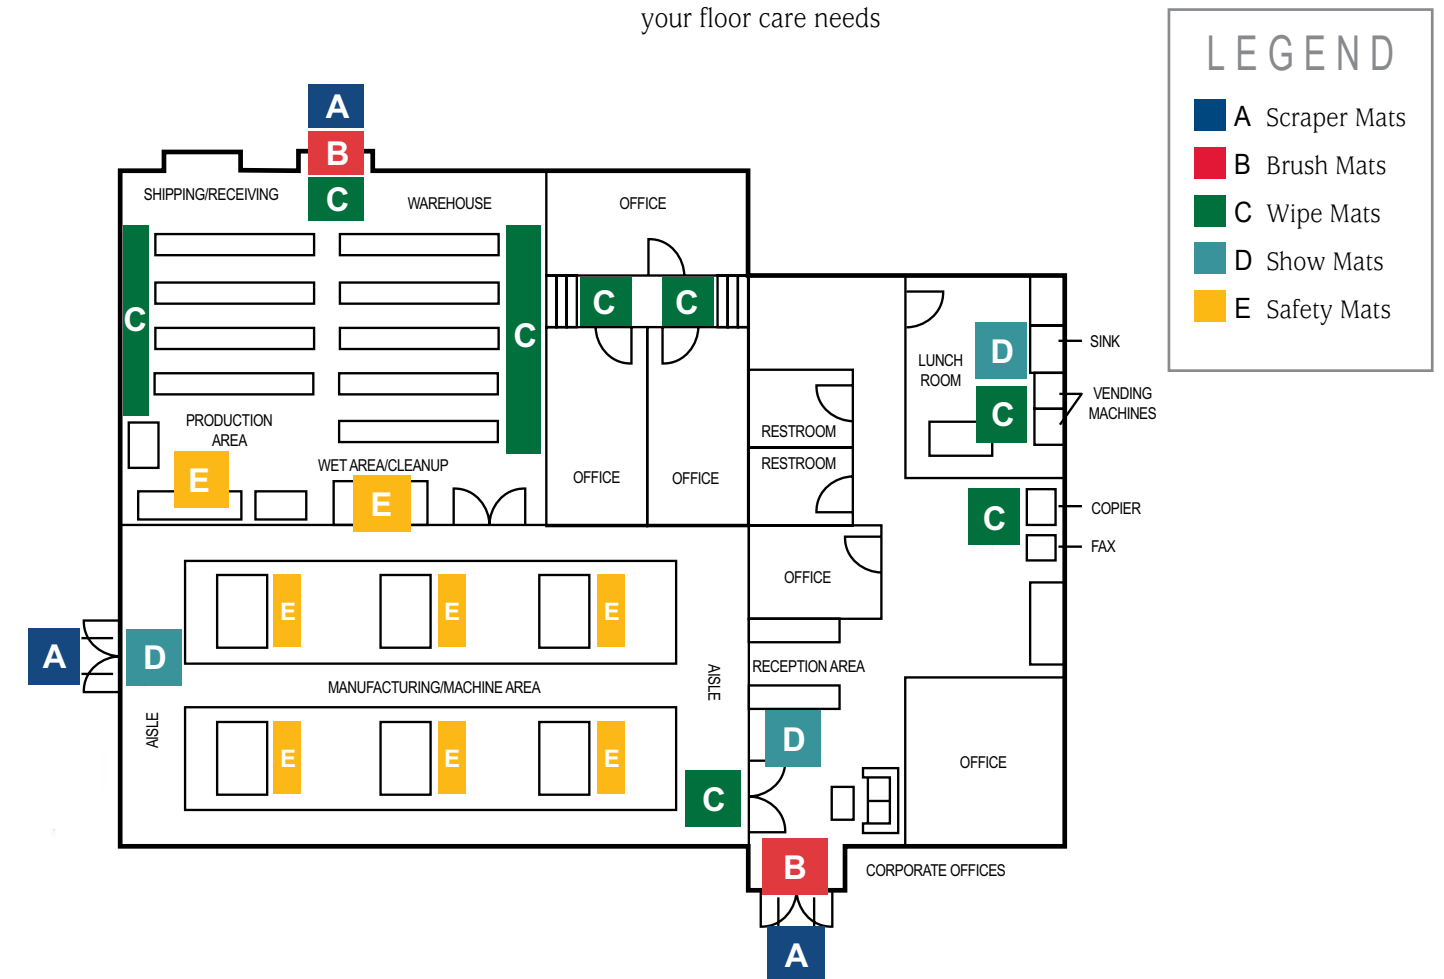 your floor care needs
LEGEND
A Scraper Mats
B Brush Mats
C Wipe Mats
D Show Mats
E Safety Mats
A
B
C
SHIPPING/RECEIVING
WAREHOUSE
OFFICE
C
C
C
C
PRODUCTION
AREA
E
WET AREA/CLEANUP
E
OFFICE
OFFICE
RESTROOM
RESTROOM
LUNCH
ROOM
D
C
SINK
VENDING
MACHINES
C
COPIER
FAX
OFFICE
E
E
E
A
D
MANUFACTURING/MACHINE AREA
AISLE
AISLE
RECEPTION AREA
E
E
E
D
C
OFFICE
B
CORPORATE OFFICES
A